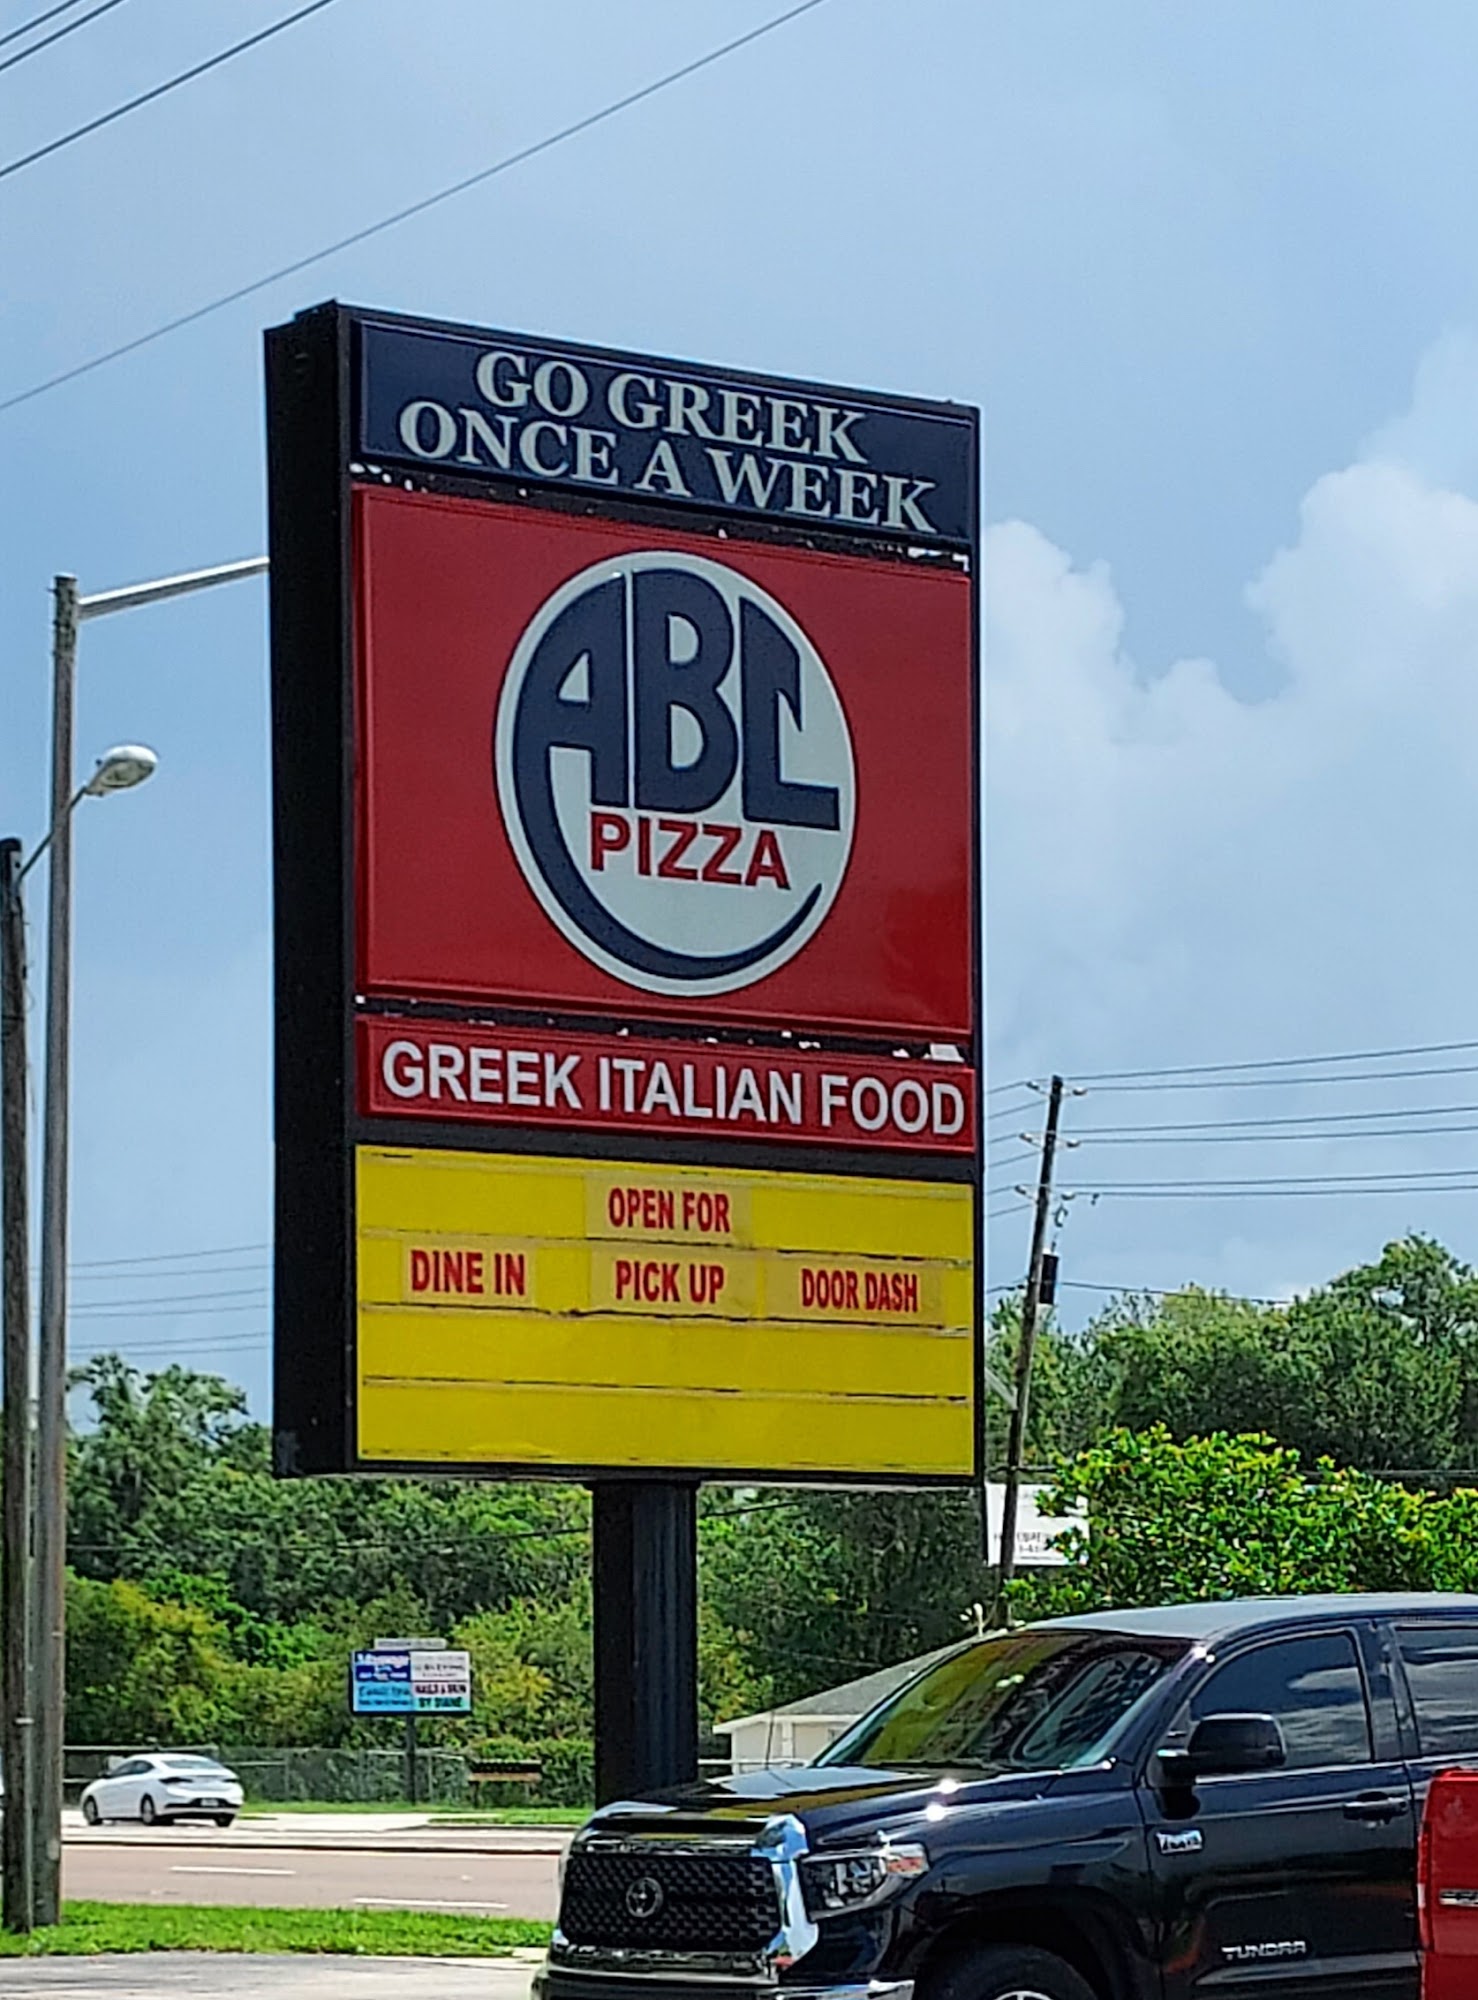 GO GREEK
ONCE A WEEK
ABC
PIZZA
GREEK ITALIAN FOOD
OPEN FOR
DINE IN PICK UP DOOR DASH
TUNDRA